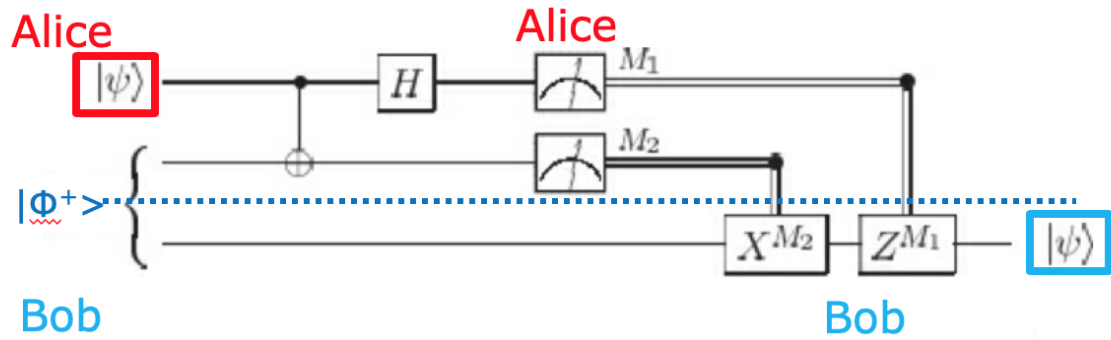 Alice
Alice
|ψ⟩
H
M₁
M₂
|Φ⁺>
X^{M₂}
Z^{M₁}
|ψ⟩
Bob
Bob